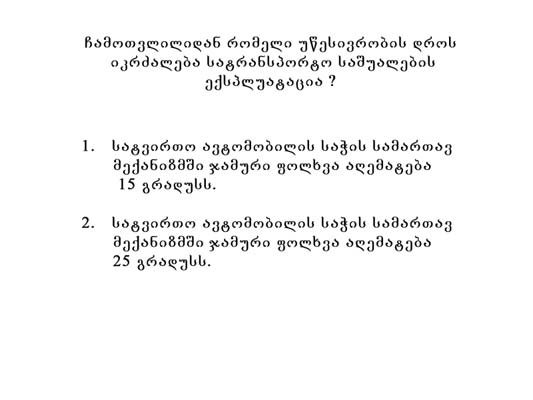 ჩამოთვლილიდან რომელი უწესივრობის დროს
იკრძალება სატრანსპორტო საშუალების
ექსპლუატაცია ?
1. სატვირთო ავტომობილის საჭის სამართავ
მექანიზმში ჯამური ფოლხვა აღემატება
15 გრადუსს.
2. სატვირთო ავტომობილის საჭის სამართავ
მექანიზმში ჯამური ფოლხვა აღემატება
25 გრადუსს.